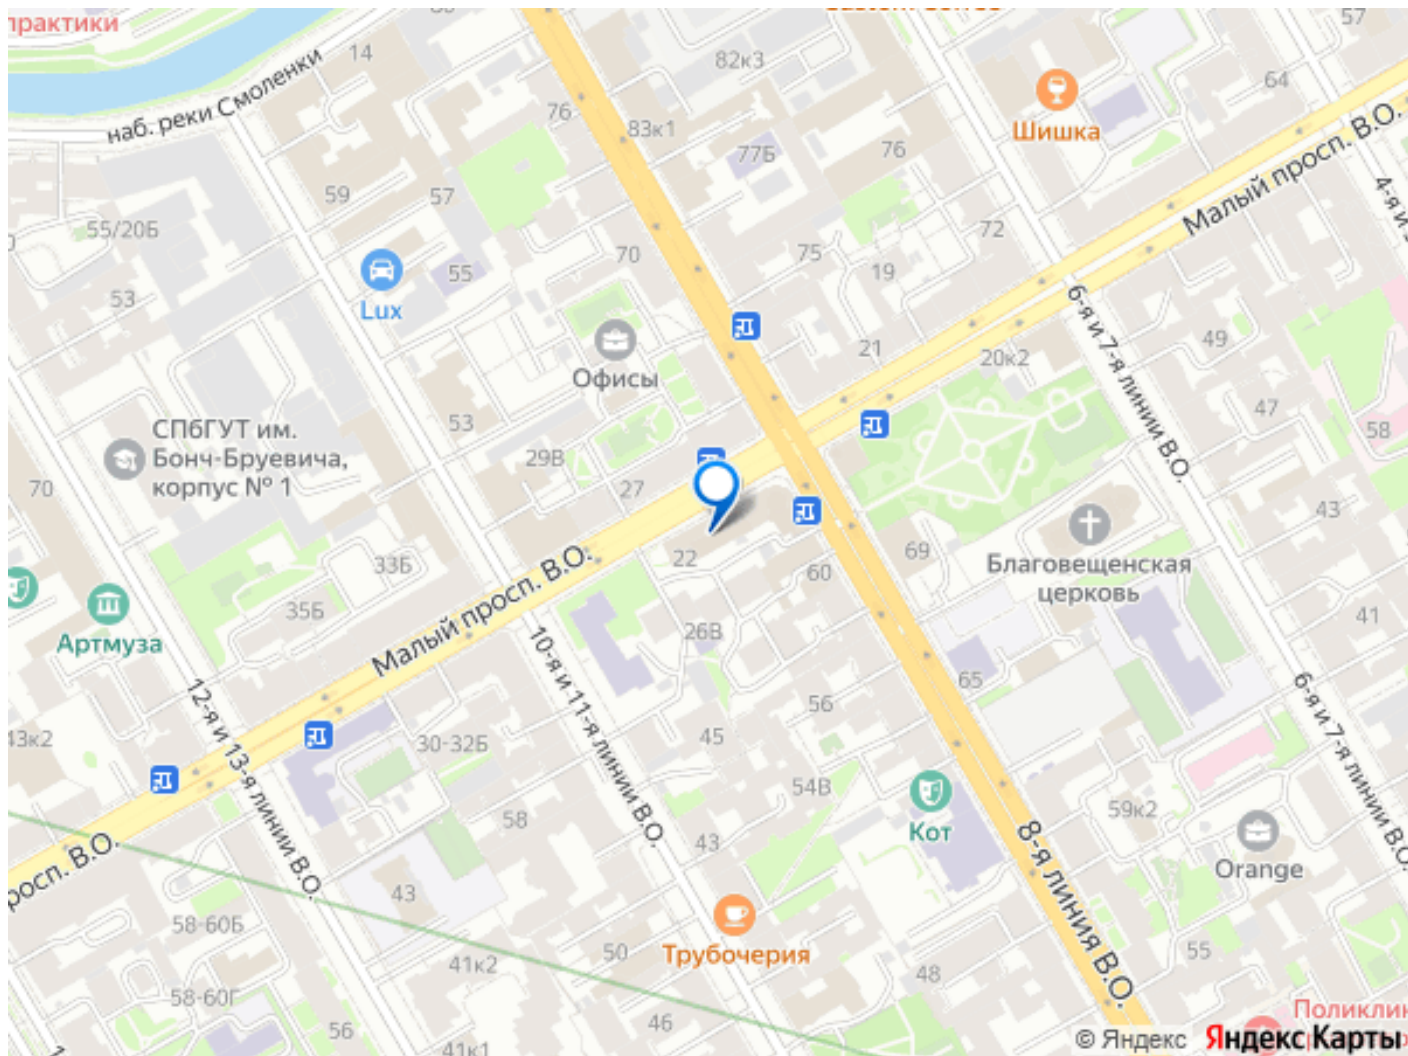 практики
14
наб. реки Смоленки
76
83к1
82к3
57
64
Шишка
Малый просп. В.О.
77Б
76
59
57
55/20Б
53
Lux
55
70
75
19
72
6-я и 7-я линии В.О.
4-я и
Офисы
21
20к2
49
47
58
СПбГУТ им.
Бонч-Бруевича,
корпус № 1
70
53
29В
27
22
33Б
35Б
Артмуза
Малый просп. В.О.
60
69
Благовещенская
церковь
43
41
26В
10-я и 11-я линии В.О.
12-я и 13-я линии В.О.
43к2
30-32Б
45
56
65
54В
Кот
59к2
6-я и 7-я линии В.О.
Orange
8-я линия В.О.
58
43
43
росп. В.О.
58-60Б
Трубочерия
41к2
50
48
55
58-60Г
56
46
41к1
Поликлин
© Яндекс Яндекс Карты